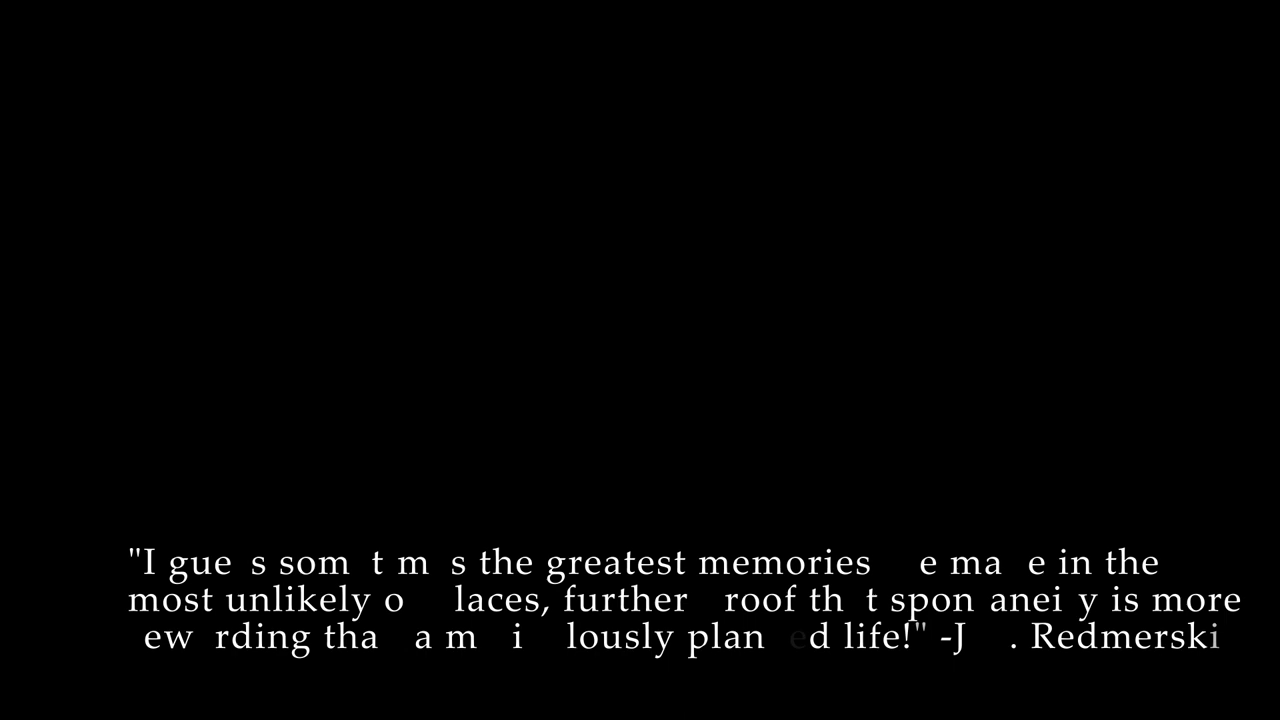 "I gue s som t m s the greatest memories e ma e in the
most unlikely o laces, further roof th t spon anei y is more
ew rding tha a m i lously plan ed life!" -J . Redmerski